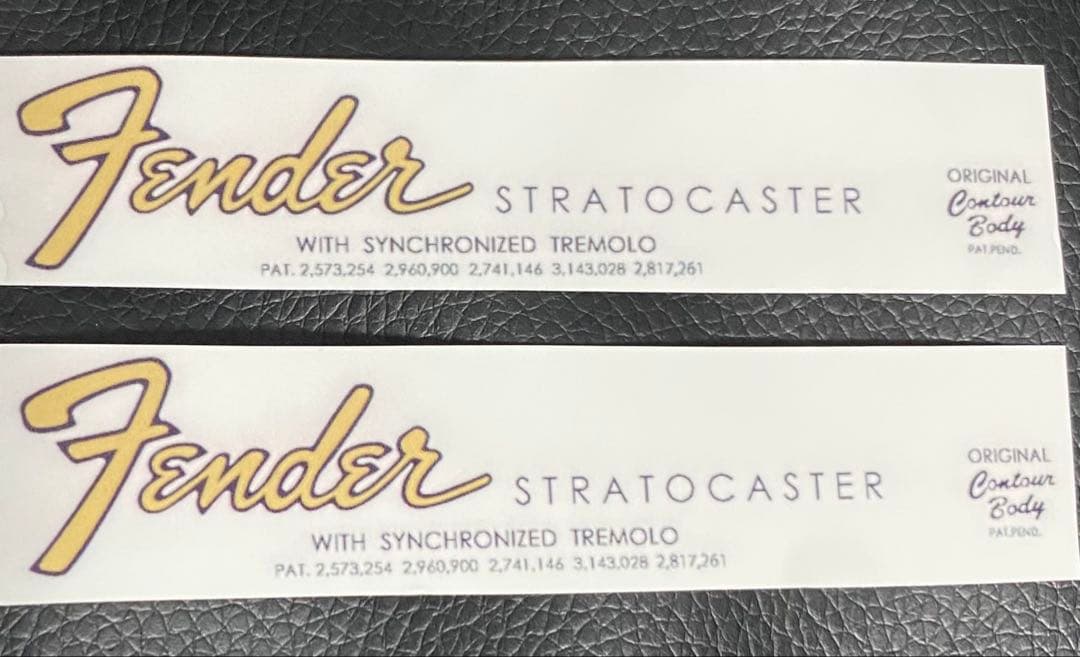 Fender STRATOCASTER
WITH SYNCHRONIZED TREMOLO
PAT. 2,573,254 2,960,900 2,741,146 3,143,028 2,817,261
ORIGINAL
Contour
Body
PAT.PEND.
Fender STRATOCASTER
WITH SYNCHRONIZED TREMOLO
PAT. 2,573,254 2,960,900 2,741,146 3,143,028 2,817,261
ORIGINAL
Contour
Body
PAT.PEND.